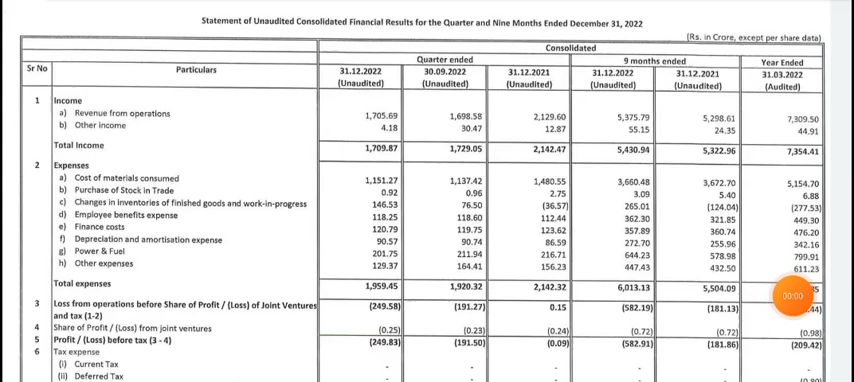 Statement of Unaudited Consolidated Financial Results for the Quarter and Nine Months Ended December 31, 2022
(Rs. in Crore, except per share data)
Consolidated
Quarter ended 9 months ended Year Ended
Sr No Particulars 31.12.2022 30.09.2022 31.12.2021 31.12.2022 31.12.2021 31.03.2022
(Unaudited) (Unaudited) (Unaudited) (Unaudited) (Unaudited) (Audited)
1 Income
a) Revenue from operations 1,705.69 1,698.58 2,129.60 5,375.79 5,298.61 7,309.50
b) Other income 4.18 30.47 12.87 55.15 24.35 44.91
Total Income 1,709.87 1,729.05 2,142.47 5,430.94 5,322.96 7,354.41
2 Expenses
a) Cost of materials consumed 1,151.27 1,137.42 1,480.55 3,660.48 3,672.70 5,154.70
b) Purchase of Stock in Trade 0.92 0.96 2.75 3.09 5.40 6.88
c) Changes in inventories of finished goods and work-in-progress 146.53 76.50 (36.57) 265.01 (124.04) (277.53)
d) Employee benefits expense 118.25 118.60 112.44 362.30 321.85 449.30
e) Finance costs 120.79 119.75 123.62 357.89 360.74 476.20
f) Depreciation and amortisation expense 90.57 90.74 86.59 272.70 255.96 342.16
g) Power & Fuel 201.75 211.94 216.71 644.23 578.98 799.91
h) Other expenses 129.37 164.41 156.23 447.43 432.50 611.23
Total expenses 1,959.45 1,920.32 2,142.32 6,013.13 5,504.09
00:00
3 Loss from operations before Share of Profit / (Loss) of Joint Ventures (249.58) (191.27) 0.15 (582.19) (181.13)
and tax (1-2)
4 Share of Profit / (Loss) from joint ventures (0.25) (0.23) (0.24) (0.72) (0.72) (0.98)
5 Profit / (Loss) before tax (3 - 4) (249.83) (191.50) (0.09) (582.91) (181.86) (209.42)
6 Tax expense
(i) Current Tax - - - - - -
(ii) Deferred Tax